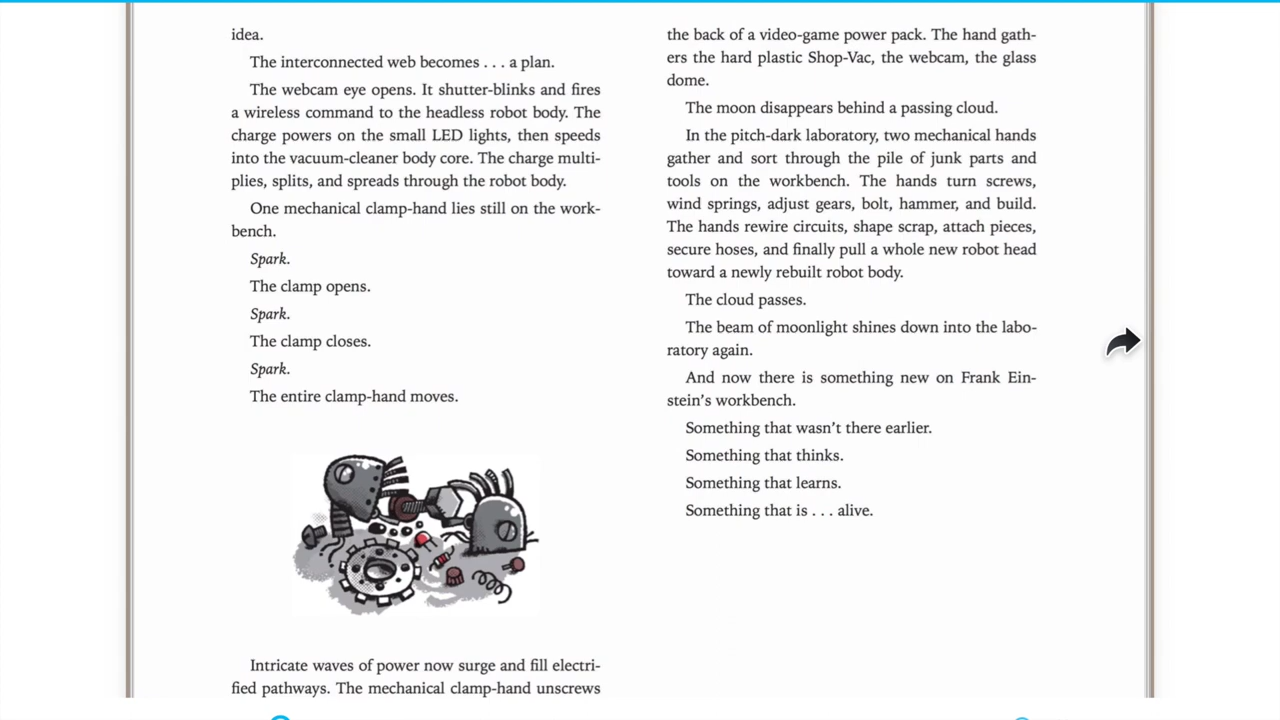 idea.
The interconnected web becomes . . . a plan.
The webcam eye opens. It shutter-blinks and fires
a wireless command to the headless robot body. The
charge powers on the small LED lights, then speeds
into the vacuum-cleaner body core. The charge multi-
plies, splits, and spreads through the robot body.
One mechanical clamp-hand lies still on the work-
bench.
Spark.
The clamp opens.
Spark.
The clamp closes.
Spark.
The entire clamp-hand moves.
Intricate waves of power now surge and fill electri-
fied pathways. The mechanical clamp-hand unscrews
the back of a video-game power pack. The hand gath-
ers the hard plastic Shop-Vac, the webcam, the glass
dome.
The moon disappears behind a passing cloud.
In the pitch-dark laboratory, two mechanical hands
gather and sort through the pile of junk parts and
tools on the workbench. The hands turn screws,
wind springs, adjust gears, bolt, hammer, and build.
The hands rewire circuits, shape scrap, attach pieces,
secure hoses, and finally pull a whole new robot head
toward a newly rebuilt robot body.
The cloud passes.
The beam of moonlight shines down into the labo-
ratory again.
And now there is something new on Frank Ein-
stein’s workbench.
Something that wasn’t there earlier.
Something that thinks.
Something that learns.
Something that is . . . alive.